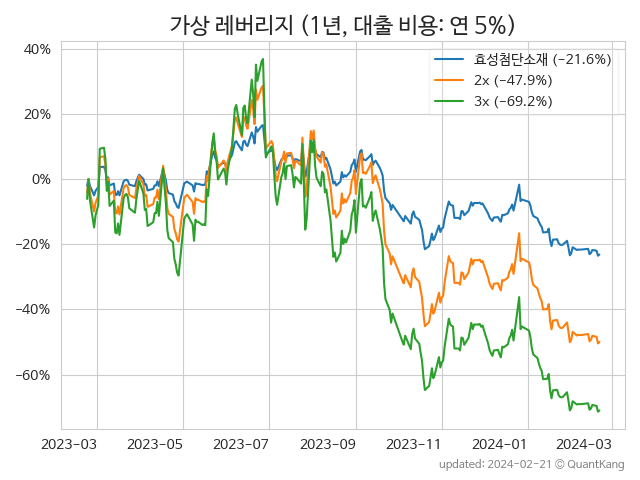 가상 레버리지 (1년, 대출 비용: 연 5%)
효성첨단소재 (−21.6%)
2x (−47.9%)
3x (−69.2%)
40%
20%
0%
−20%
−40%
−60%
2023−03 2023−05 2023−07 2023−09 2023−11 2024−01 2024−03
updated: 2024-02-21 © QuantKang